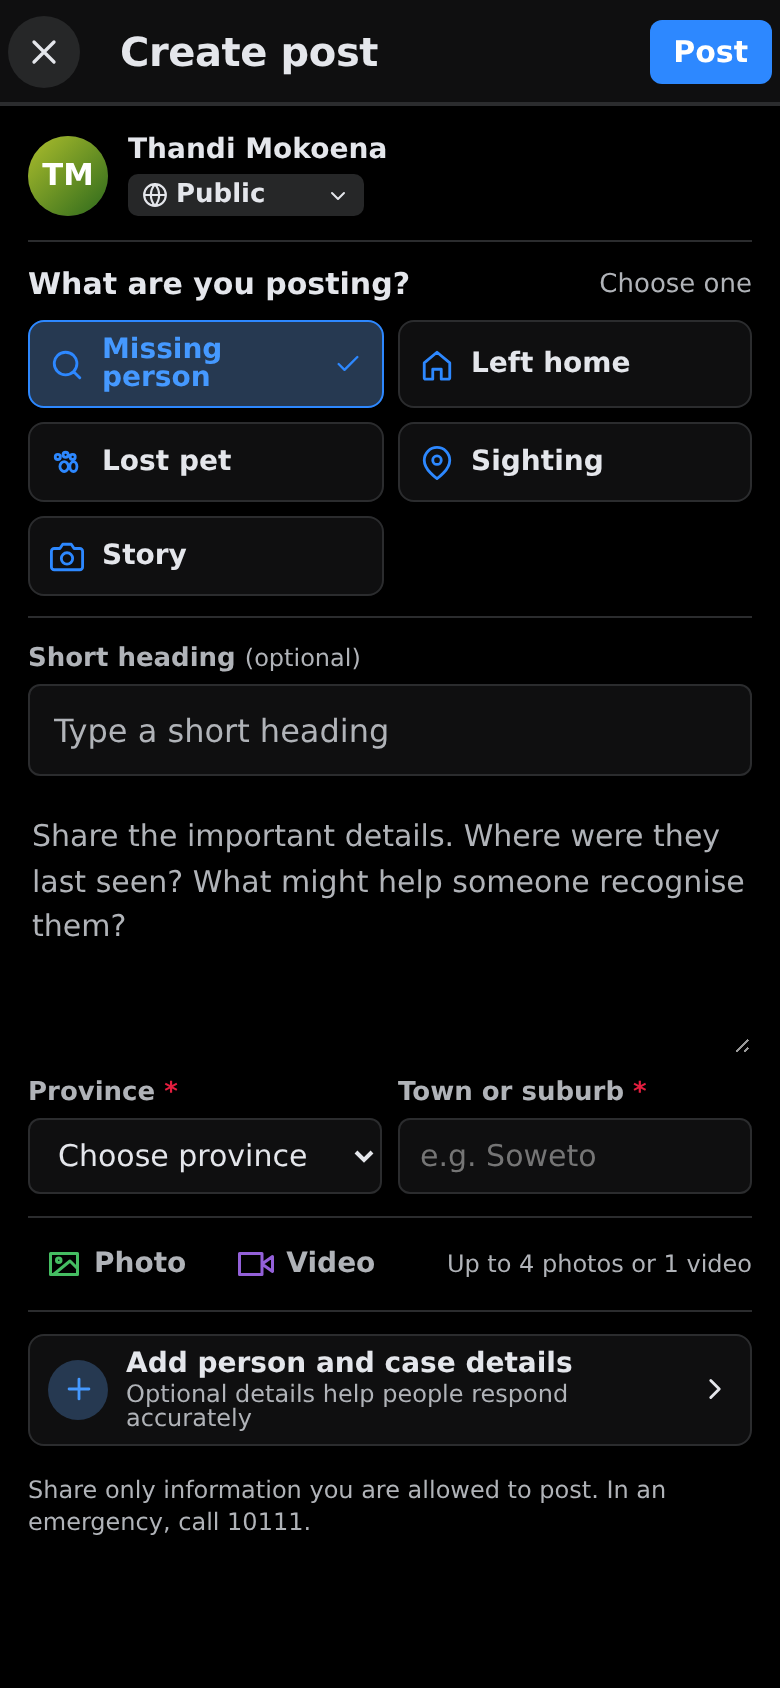 Create post
Post
TM
Thandi Mokoena
Public
What are you posting?
Choose one
Missing
person
Left home
Lost pet
Sighting
Story
Short heading (optional)
Type a short heading
Share the important details. Where were they
last seen? What might help someone recognise
them?
Province *
Town or suburb *
Choose province
e.g. Soweto
Photo
Video
Up to 4 photos or 1 video
Add person and case details
Optional details help people respond
accurately
Share only information you are allowed to post. In an
emergency, call 10111.